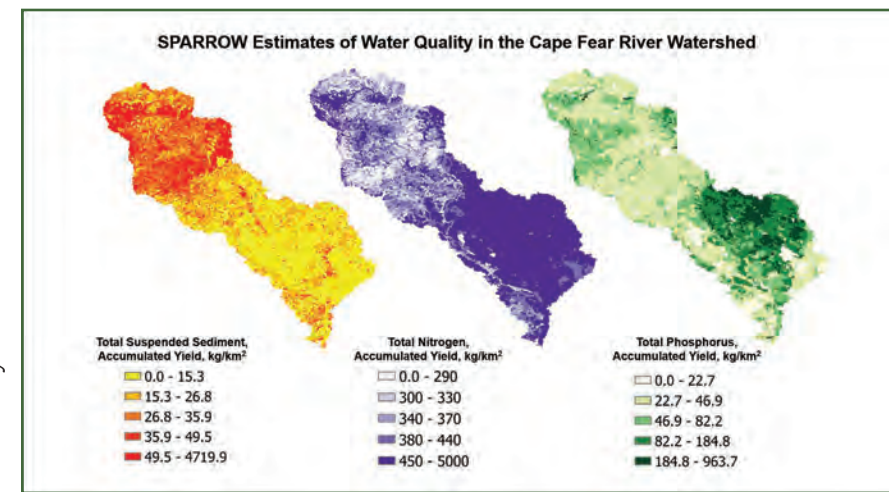 SPARROW Estimates of Water Quality in the Cape Fear River Watershed
Total Suspended Sediment,
Accumulated Yield, kg/km²
0.0 - 15.3
15.3 - 26.8
26.8 - 35.9
35.9 - 49.5
49.5 - 4719.9
Total Nitrogen,
Accumulated Yield, kg/km²
0.0 - 290
300 - 330
340 - 370
380 - 440
450 - 5000
Total Phosphorus,
Accumulated Yield, kg/km²
0.0 - 22.7
22.7 - 46.9
46.9 - 82.2
82.2 - 184.8
184.8 - 963.7